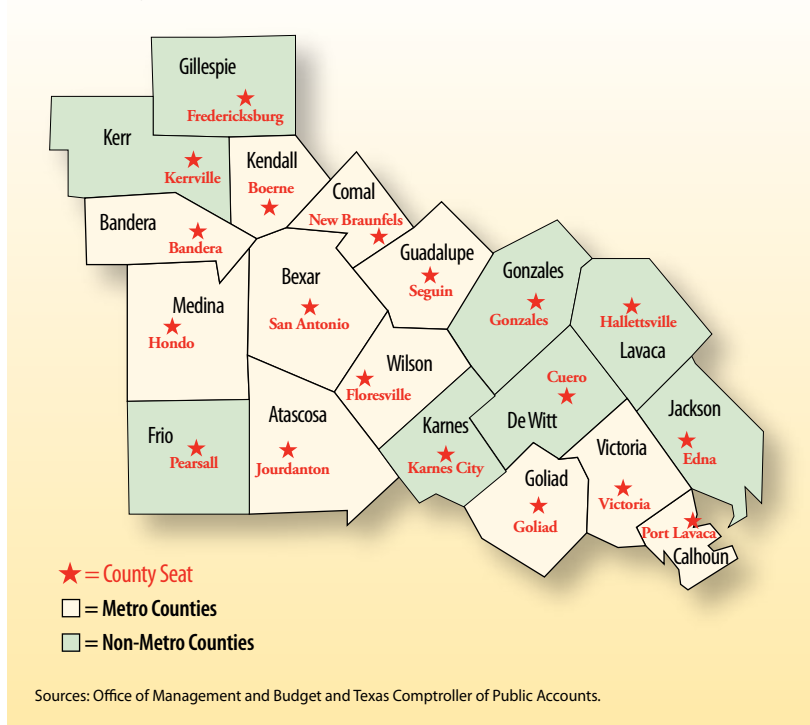 Gillespie
Fredericksburg
Kerr
Kerrville
Kendall
Boerne
Comal
New Braunfels
Bandera
Bandera
Guadalupe
Seguin
Gonzales
Gonzales
Bexar
San Antonio
Medina
Hondo
Hallettsville
Lavaca
Wilson
Floresville
Cuero
De Witt
Atascosa
Jourdanton
Frio
Pearsall
Karnes
Karnes City
Jackson
Edna
Victoria
Victoria
Goliad
Goliad
Port Lavaca
Calhoun
= County Seat
= Metro Counties
= Non-Metro Counties
Sources: Office of Management and Budget and Texas Comptroller of Public Accounts.